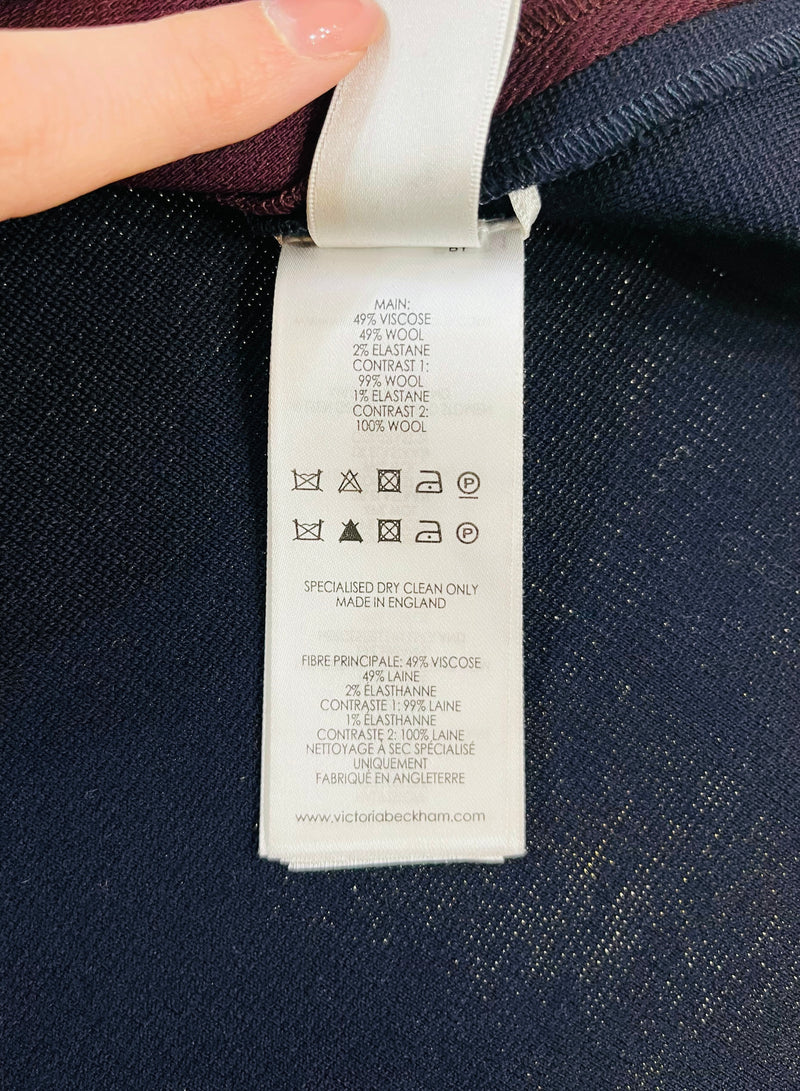 BY
MAIN:
49% VISCOSE
49% WOOL
2% ELASTANE
CONTRAST 1:
99% WOOL
1% ELASTANE
CONTRAST 2:
100% WOOL
P
P
SPECIALISED DRY CLEAN ONLY
MADE IN ENGLAND
FIBRE PRINCIPALE: 49% VISCOSE
49% LAINE
2% ÉLASTHANNE
CONTRASTE 1: 99% LAINE
1% ÉLASTHANNE
CONTRASTE 2: 100% LAINE
NETTOYAGE À SEC SPÉCIALISÉ
UNIQUEMENT
FABRIQUÉ EN ANGLETERRE
www.victoriabeckham.com